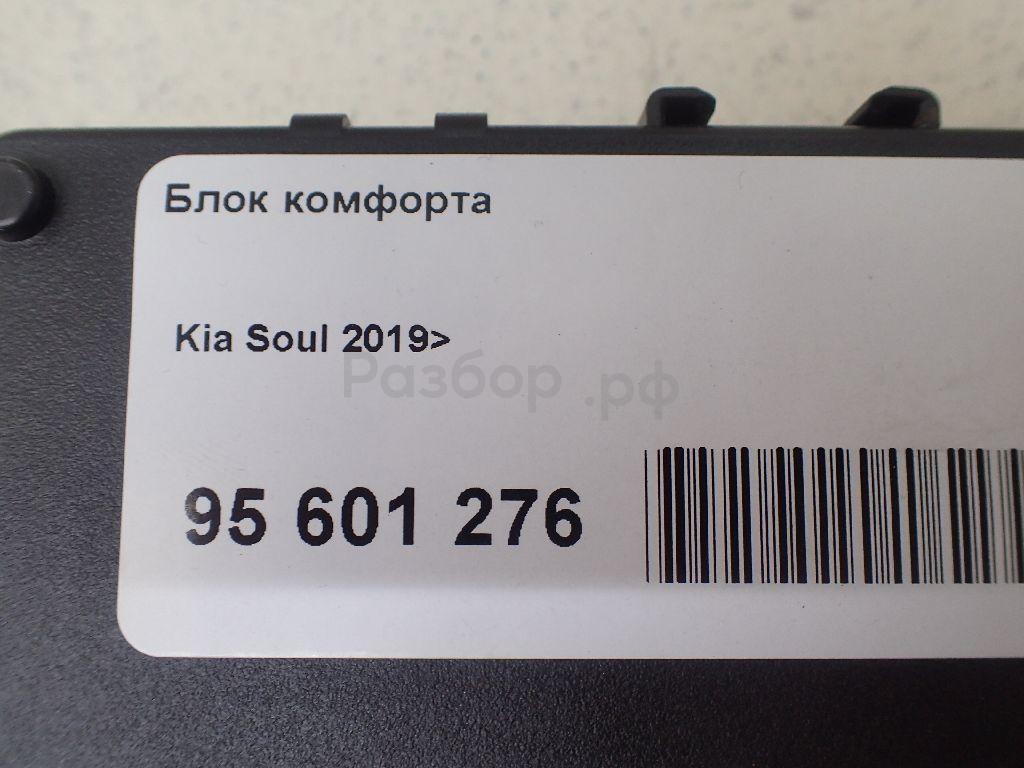 Блок комфорта
Kia Soul 2019>
Разбор .рф
95 601 276